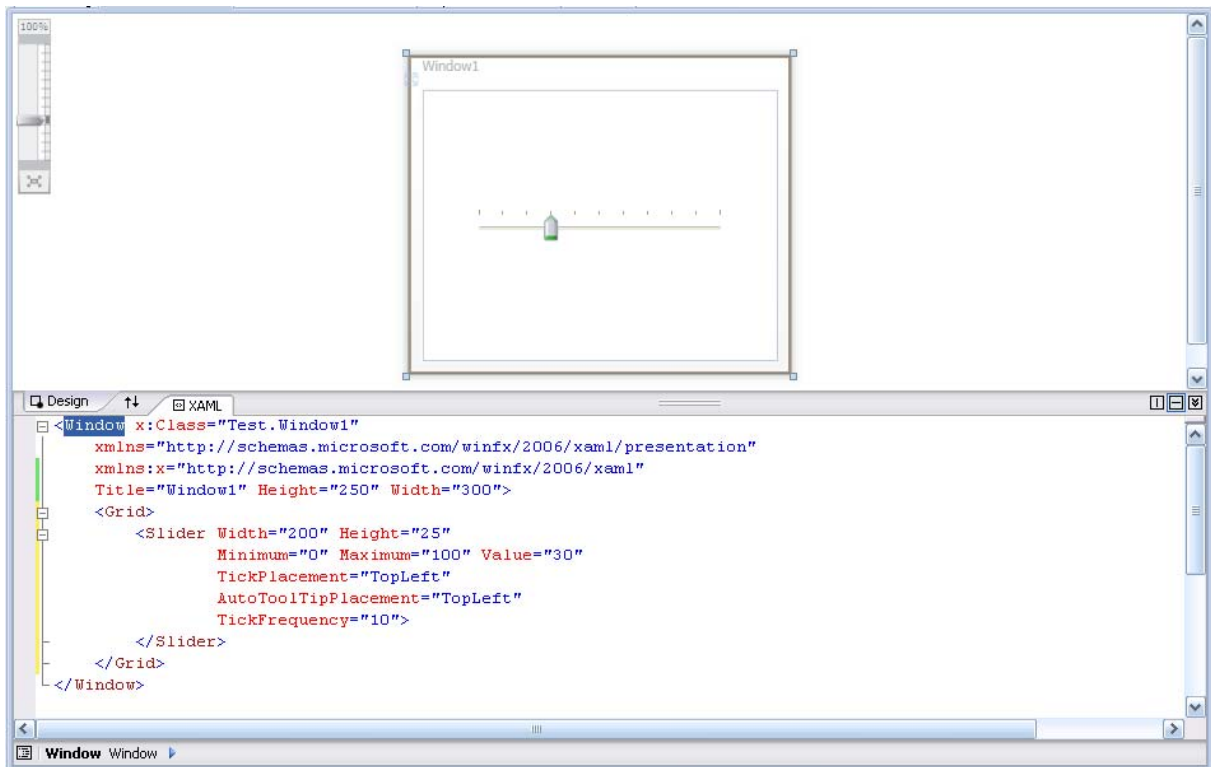 100%
Window1
Design
XAML
<Window x:Class="Test.Window1"
xmlns="http://schemas.microsoft.com/winfx/2006/xaml/presentation"
xmlns:x="http://schemas.microsoft.com/winfx/2006/xaml"
Title="Window1" Height="250" Width="300">
<Grid>
<Slider Width="200" Height="25"
Minimum="0" Maximum="100" Value="30"
TickPlacement="TopLeft"
AutoToolTipPlacement="TopLeft"
TickFrequency="10">
</Slider>
</Grid>
</Window>
Window Window